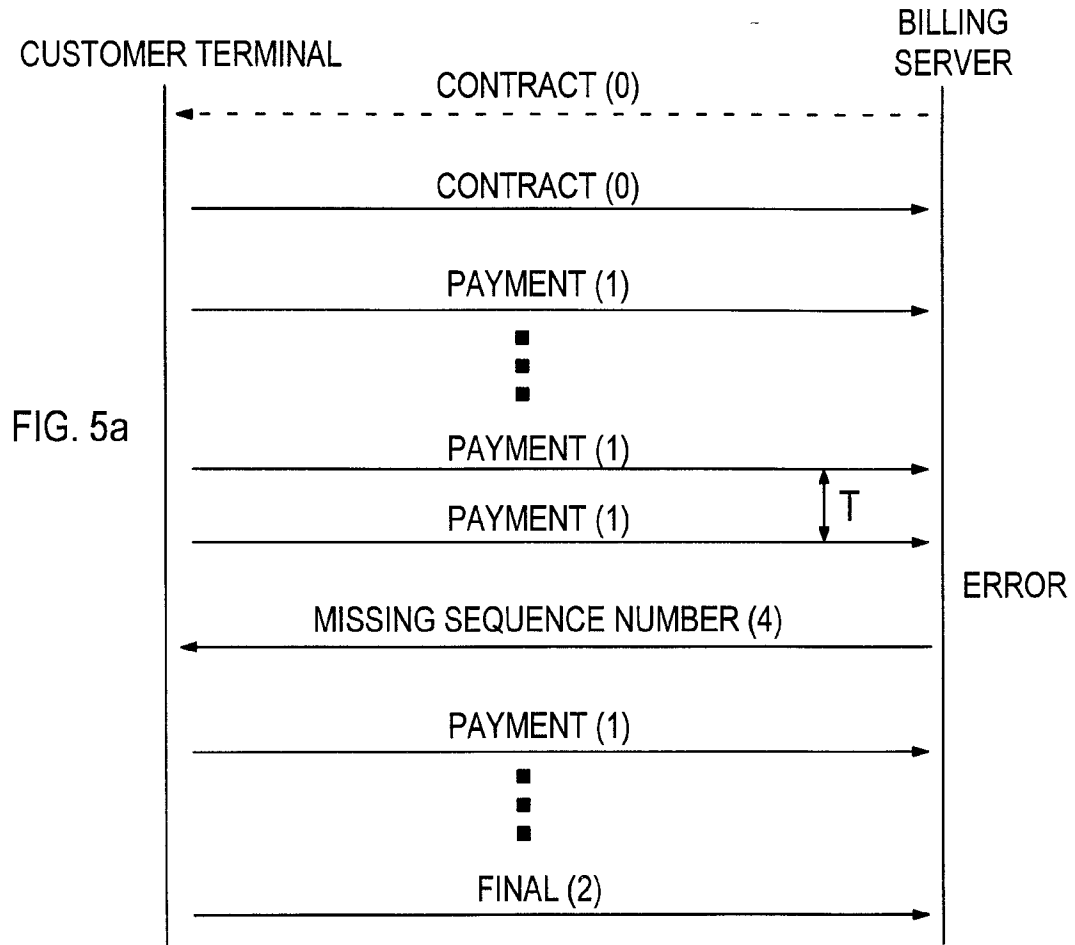 CUSTOMER TERMINAL
BILLING
SERVER
CONTRACT (0)
CONTRACT (0)
PAYMENT (1)
FIG. 5a
PAYMENT (1)
T
PAYMENT (1)
ERROR
MISSING SEQUENCE NUMBER (4)
PAYMENT (1)
FINAL (2)